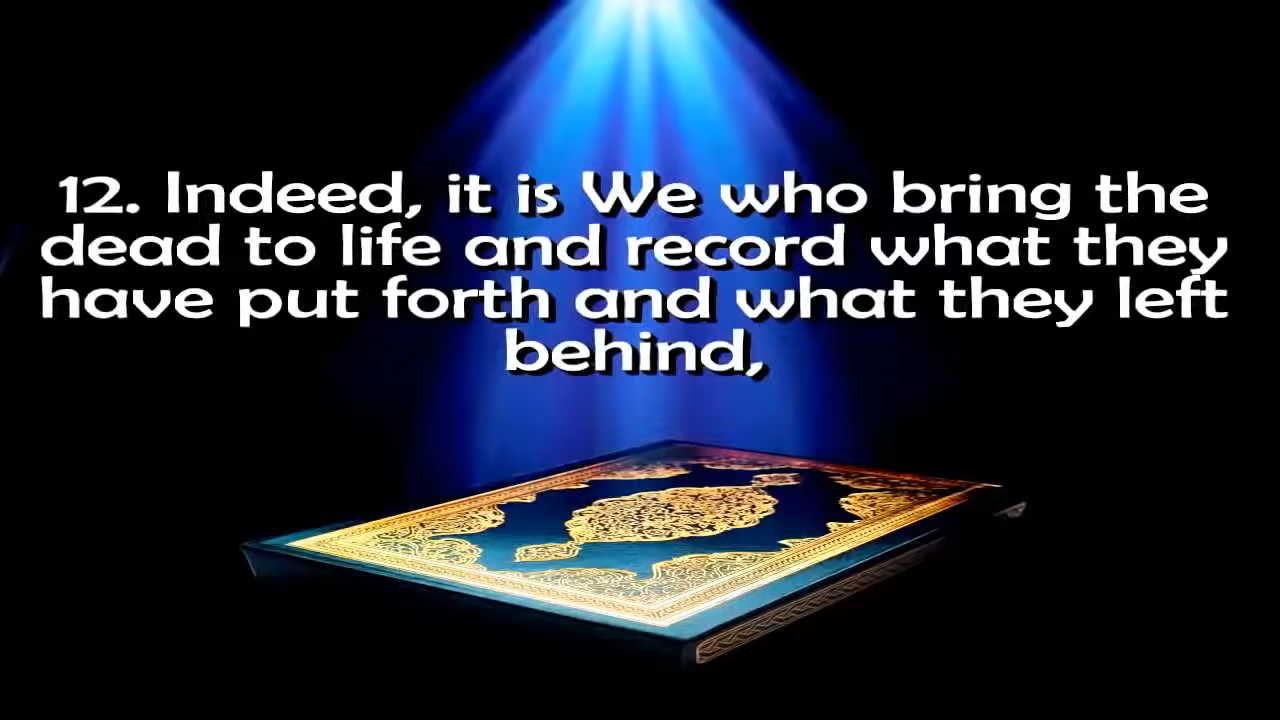 12. Indeed, it is We who bring the
dead to life and record what they
have put forth and what they left
behind,